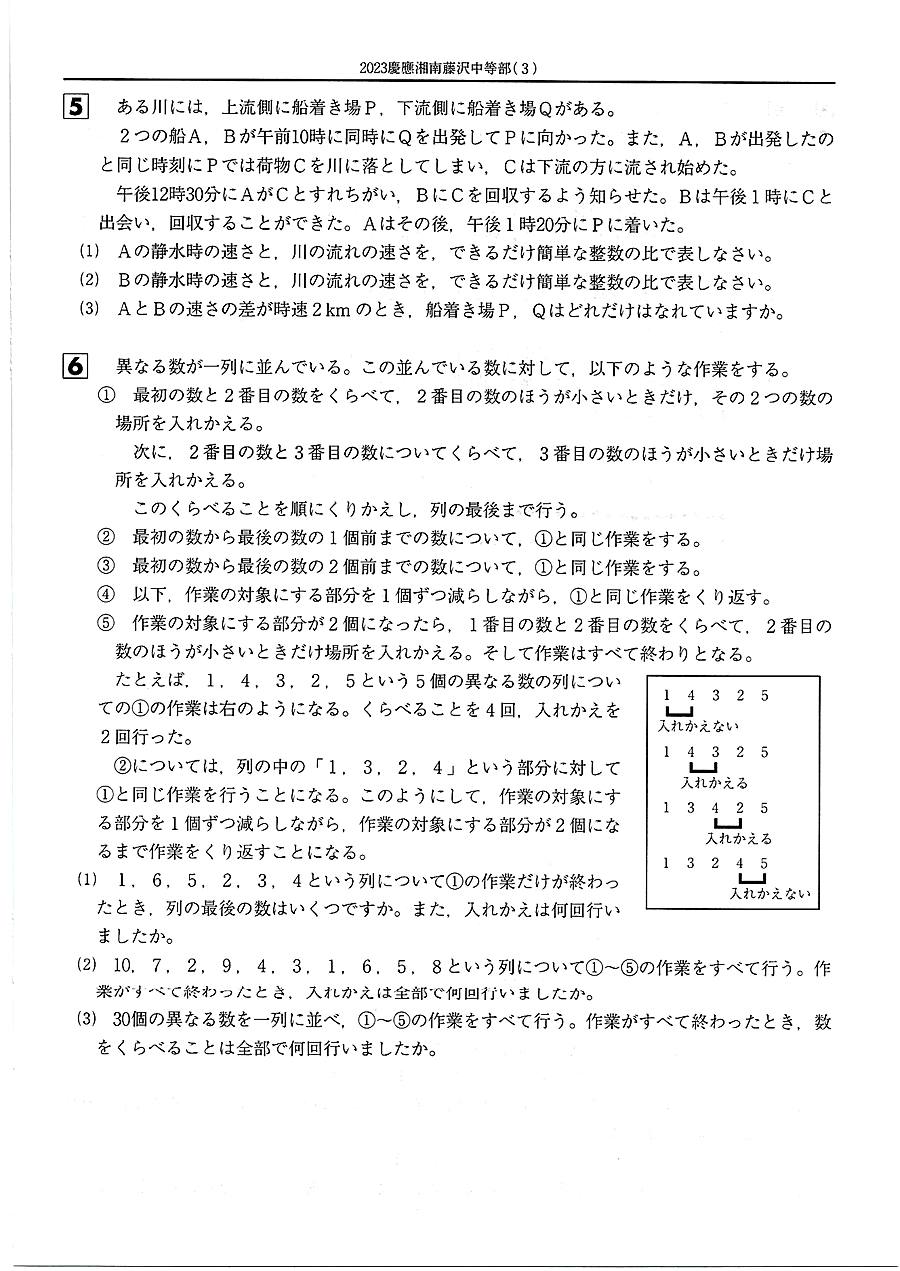 2023慶應湘南藤沢中等部(3)
5 ある川には，上流側に船着き場P，下流側に船着き場Qがある。
2つの船A，Bが午前10時に同時にQを出発してPに向かった。また，A，Bが出発したの
と同じ時刻にPでは荷物Cを川に落としてしまい，Cは下流の方に流され始めた。
午後12時30分にAがCとすれちがい，BにCを回収するよう知らせた。Bは午後1時にCと
出会い，回収することができた。Aはその後，午後1時20分にPに着いた。
(1) Aの静水時の速さと，川の流れの速さを，できるだけ簡単な整数の比で表しなさい。
(2) Bの静水時の速さと，川の流れの速さを，できるだけ簡単な整数の比で表しなさい。
(3) AとBの速さの差が時速2kmのとき，船着き場P，Qはどれだけはなれていますか。
6 異なる数が一列に並んでいる。この並んでいる数に対して，以下のような作業をする。
① 最初の数と2番目の数をくらべて，2番目の数のほうが小さいときだけ，その2つの数の
場所を入れかえる。
次に，2番目の数と3番目の数についてくらべて，3番目の数のほうが小さいときだけ場
所を入れかえる。
このくらべることを順にくりかえし，列の最後まで行う。
② 最初の数から最後の数の1個前までの数について，①と同じ作業をする。
③ 最初の数から最後の数の2個前までの数について，①と同じ作業をする。
④ 以下，作業の対象にする部分を1個ずつ減らしながら，①と同じ作業をくり返す。
⑤ 作業の対象にする部分が2個になったら，1番目の数と2番目の数をくらべて，2番目の
数のほうが小さいときだけ場所を入れかえる。そして作業はすべて終わりとなる。
たとえば，1，4，3，2，5という5個の異なる数の列につい
ての①の作業は右のようになる。くらべることを4回，入れかえを
2回行った。
②については，列の中の「1，3，2，4」という部分に対して
①と同じ作業を行うことになる。このようにして，作業の対象にす
る部分を1個ずつ減らしながら，作業の対象にする部分が2個にな
るまで作業をくり返すことになる。
1 4 3 2 5
入れかえない
1 4 3 2 5
入れかえる
1 3 4 2 5
入れかえる
1 3 2 4 5
入れかえない
(1) 1，6，5，2，3，4という列について①の作業だけが終わっ
たとき，列の最後の数はいくつですか。また，入れかえは何回行い
ましたか。
(2) 10，7，2，9，4，3，1，6，5，8という列について①～⑤の作業をすべて行う。作
業がすべて終わったとき，入れかえは全部で何回行いましたか。
(3) 30個の異なる数を一列に並べ，①～⑤の作業をすべて行う。作業がすべて終わったとき，数
をくらべることは全部で何回行いましたか。